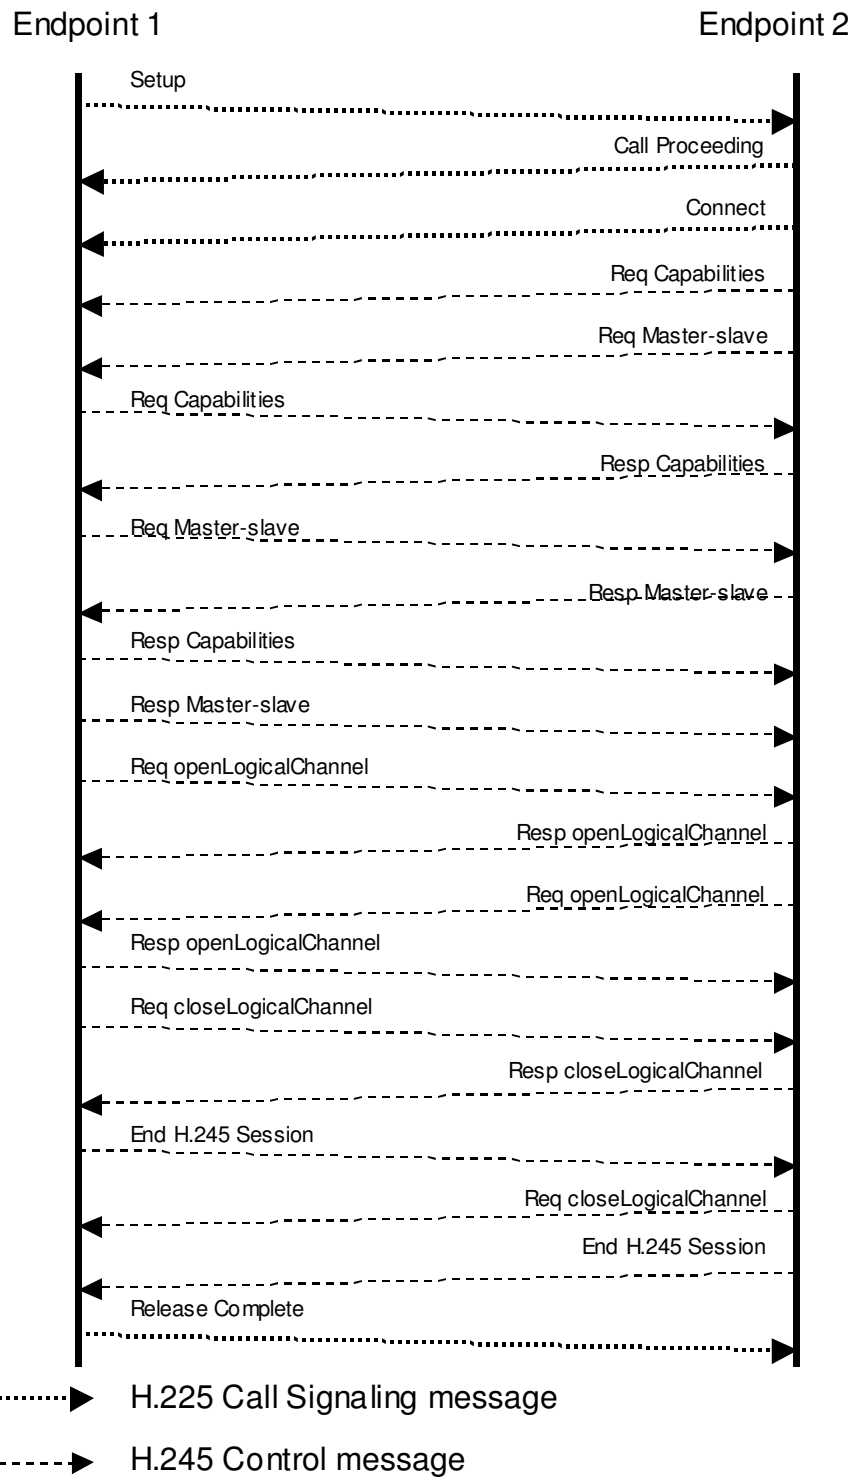 Endpoint 1
Endpoint 2
Setup
Call Proceeding
Connect
Req Capabilities
Req Master-slave
Req Capabilities
Resp Capabilities
Req Master-slave
Resp Master-slave
Resp Capabilities
Resp Master-slave
Req openLogicalChannel
Resp openLogicalChannel
Req openLogicalChannel
Resp openLogicalChannel
Req closeLogicalChannel
Resp closeLogicalChannel
End H.245 Session
Req closeLogicalChannel
End H.245 Session
Release Complete
H.225 Call Signaling message
H.245 Control message